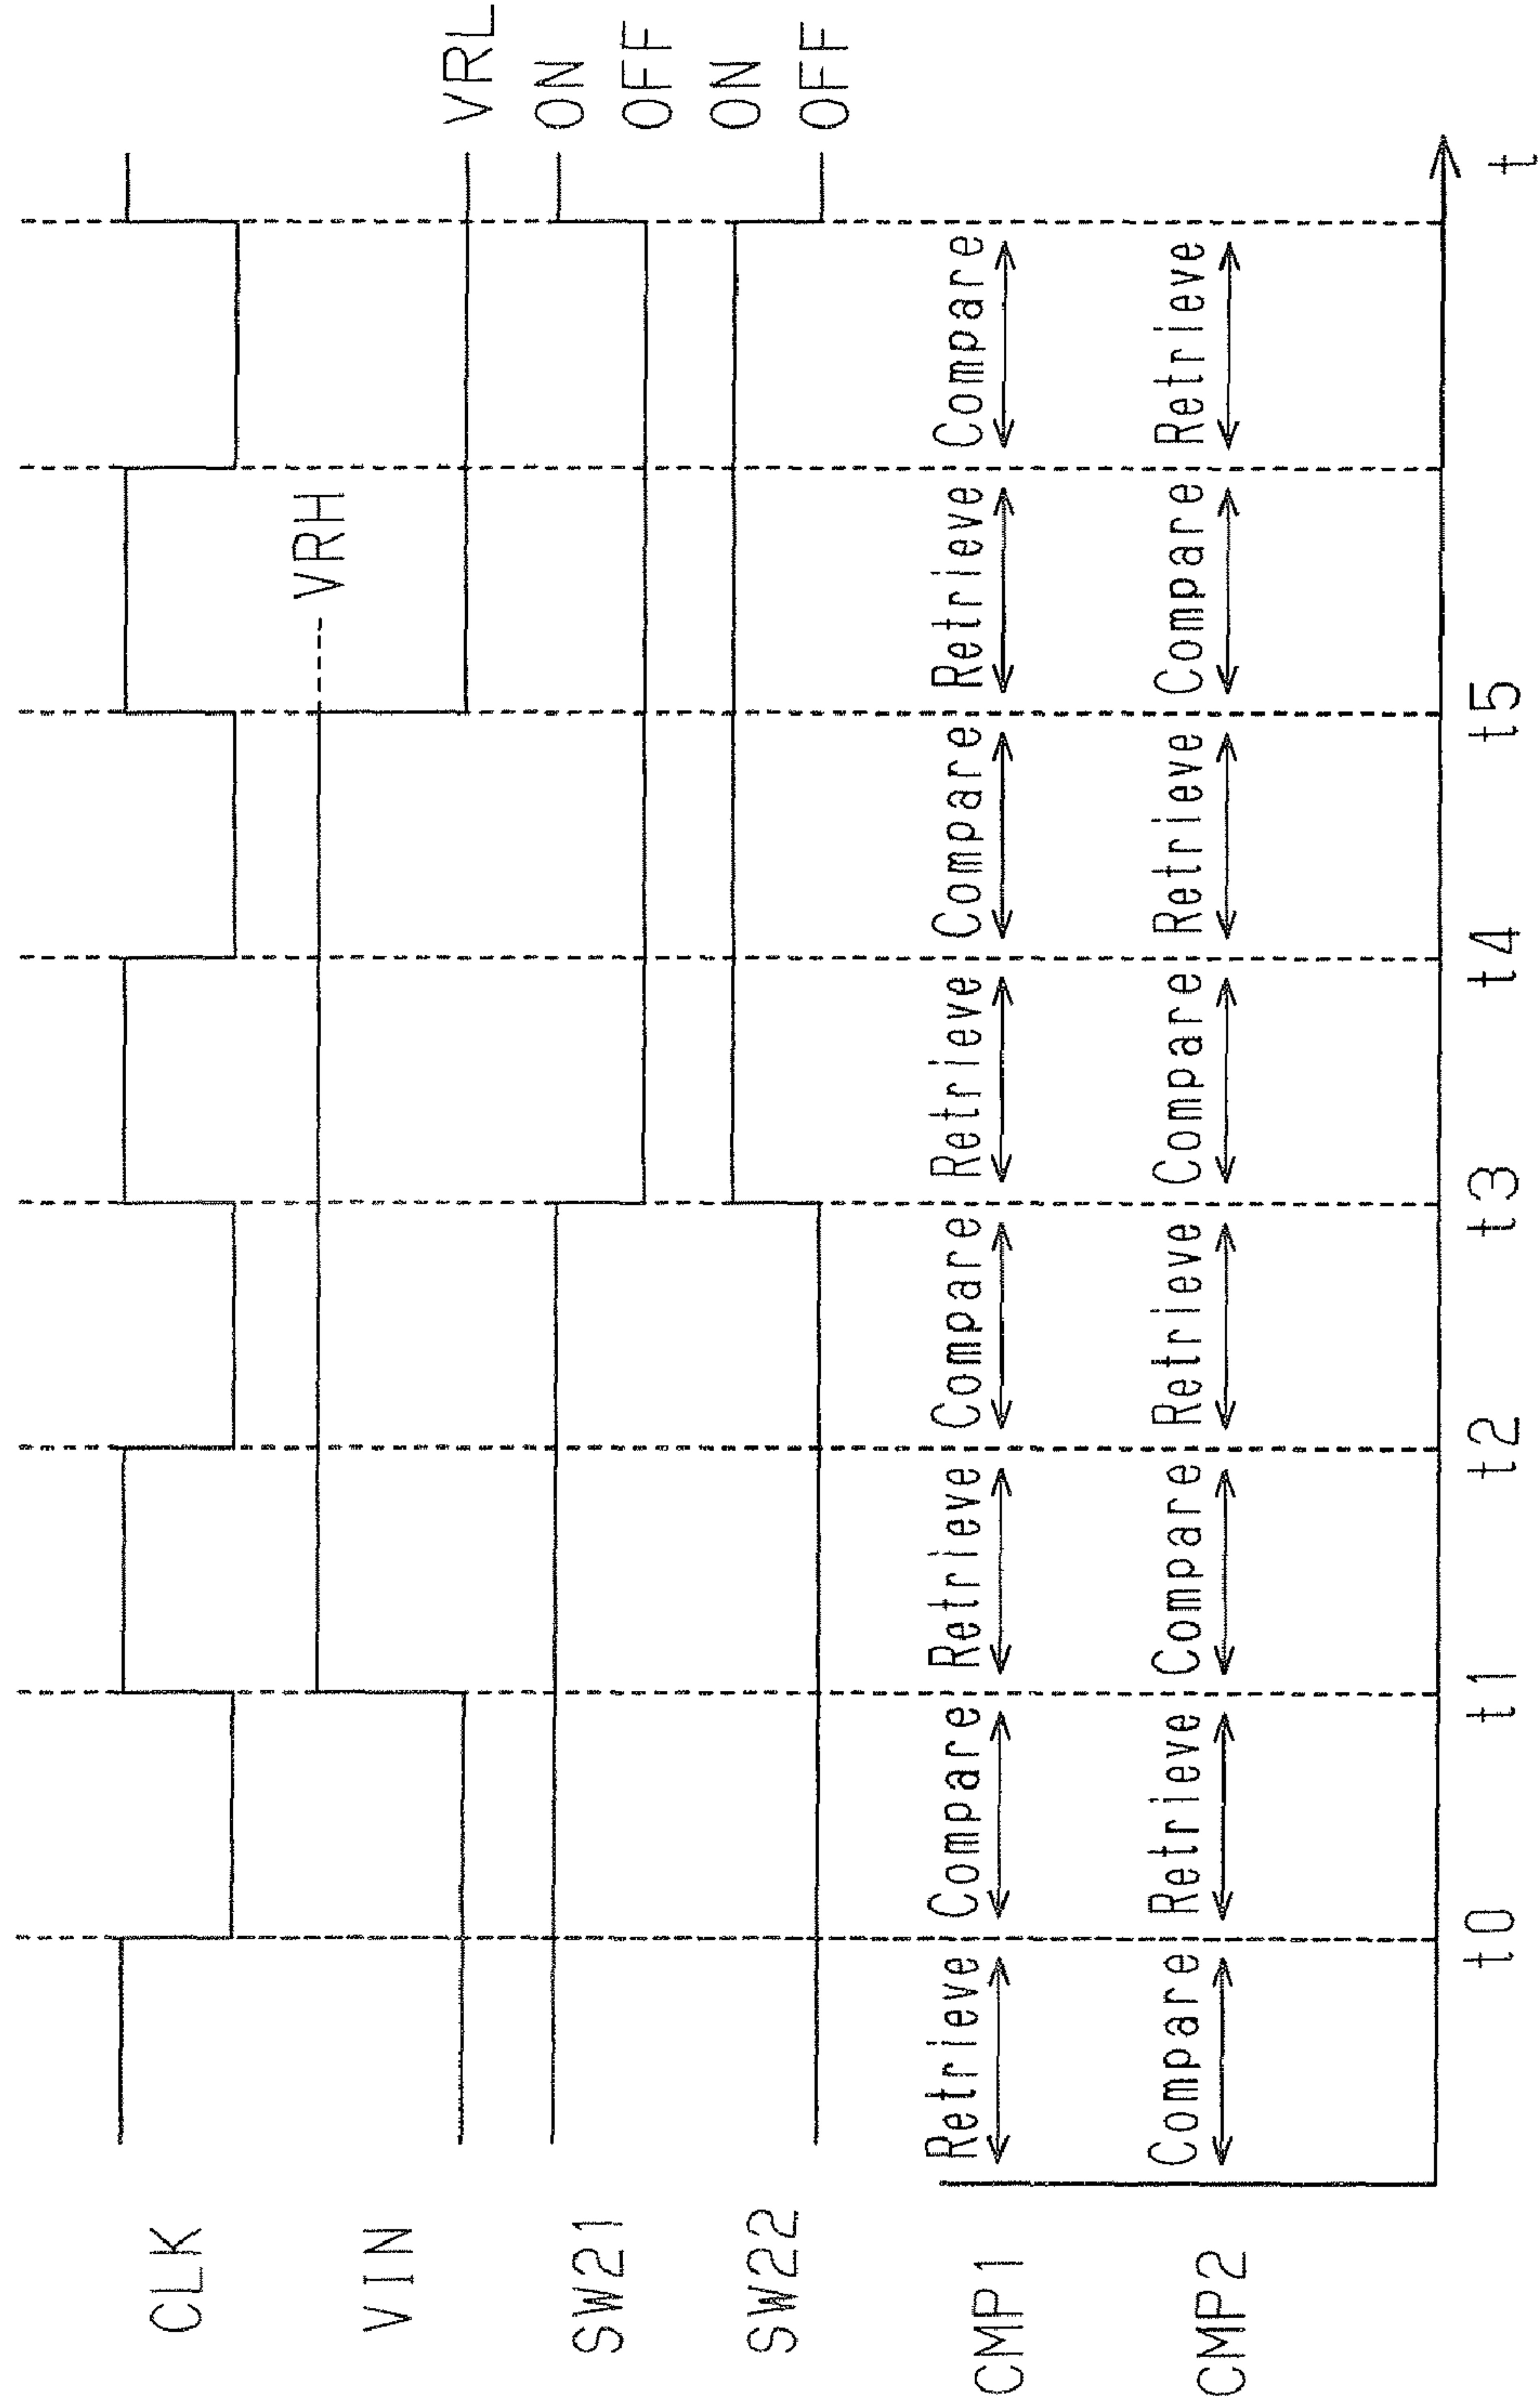 CLK
VIN
VRH
VRL
SW21
ON
OFF
SW22
ON
OFF
CMP1
Retrieve Compare Retrieve Compare Retrieve Compare Retrieve Compare
CMP2
Compare Retrieve Compare Retrieve Compare Retrieve Compare Retrieve
t0 t1 t2 t3 t4 t5 t